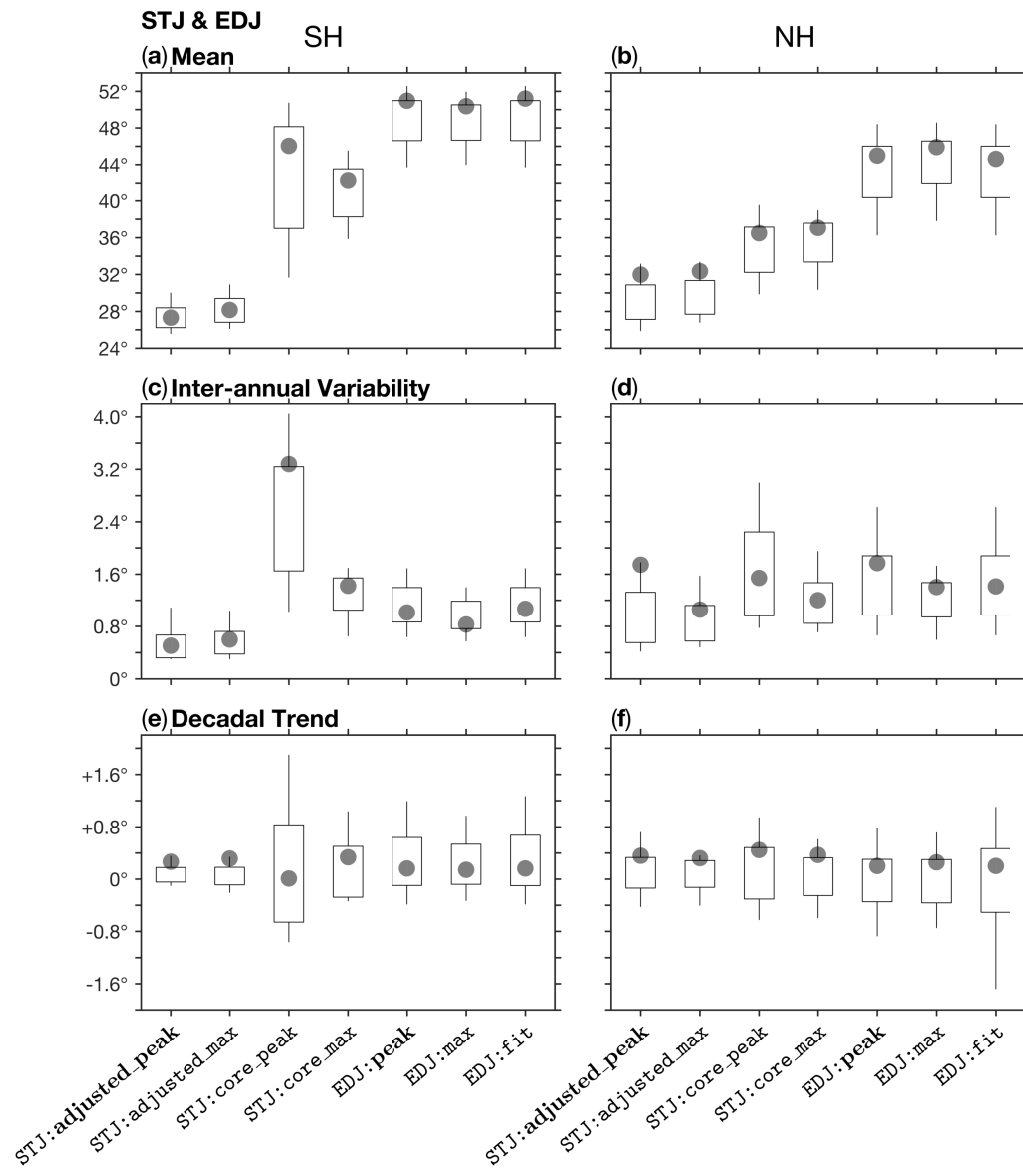 STJ & EDJ
SH
NH
(a) Mean
(b)
52°
48°
44°
40°
36°
32°
28°
24°
(c) Inter-annual Variability
(d)
4.0°
3.2°
2.4°
1.6°
0.8°
0°
(e) Decadal Trend
(f)
+1.6°
+0.8°
0°
-0.8°
-1.6°
STJ:adjusted_peak
STJ:adjusted_max
STJ:core_peak
STJ:core_max
EDJ:peak
EDJ:max
EDJ:fit
STJ:adjusted_peak
STJ:adjusted_max
STJ:core_peak
STJ:core_max
EDJ:peak
EDJ:max
EDJ:fit